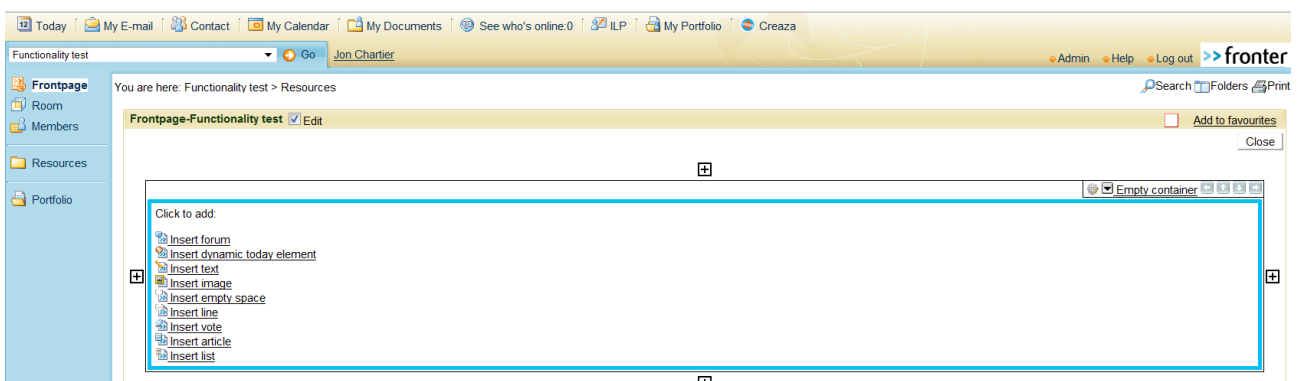 12 Today My E-mail Contact My Calendar My Documents See who's online:0 ILP My Portfolio Creaza
Functionality test Go Jon Chartier Admin Help Log out >> fronter
Frontpage
Room
Members
Resources
Portfolio
You are here: Functionality test > Resources Search Folders Print
Frontpage-Functionality test Edit Add to favourites
Close
Empty container
Click to add:
Insert forum
Insert dynamic today element
Insert text
Insert image
Insert empty space
Insert line
Insert vote
Insert article
Insert list